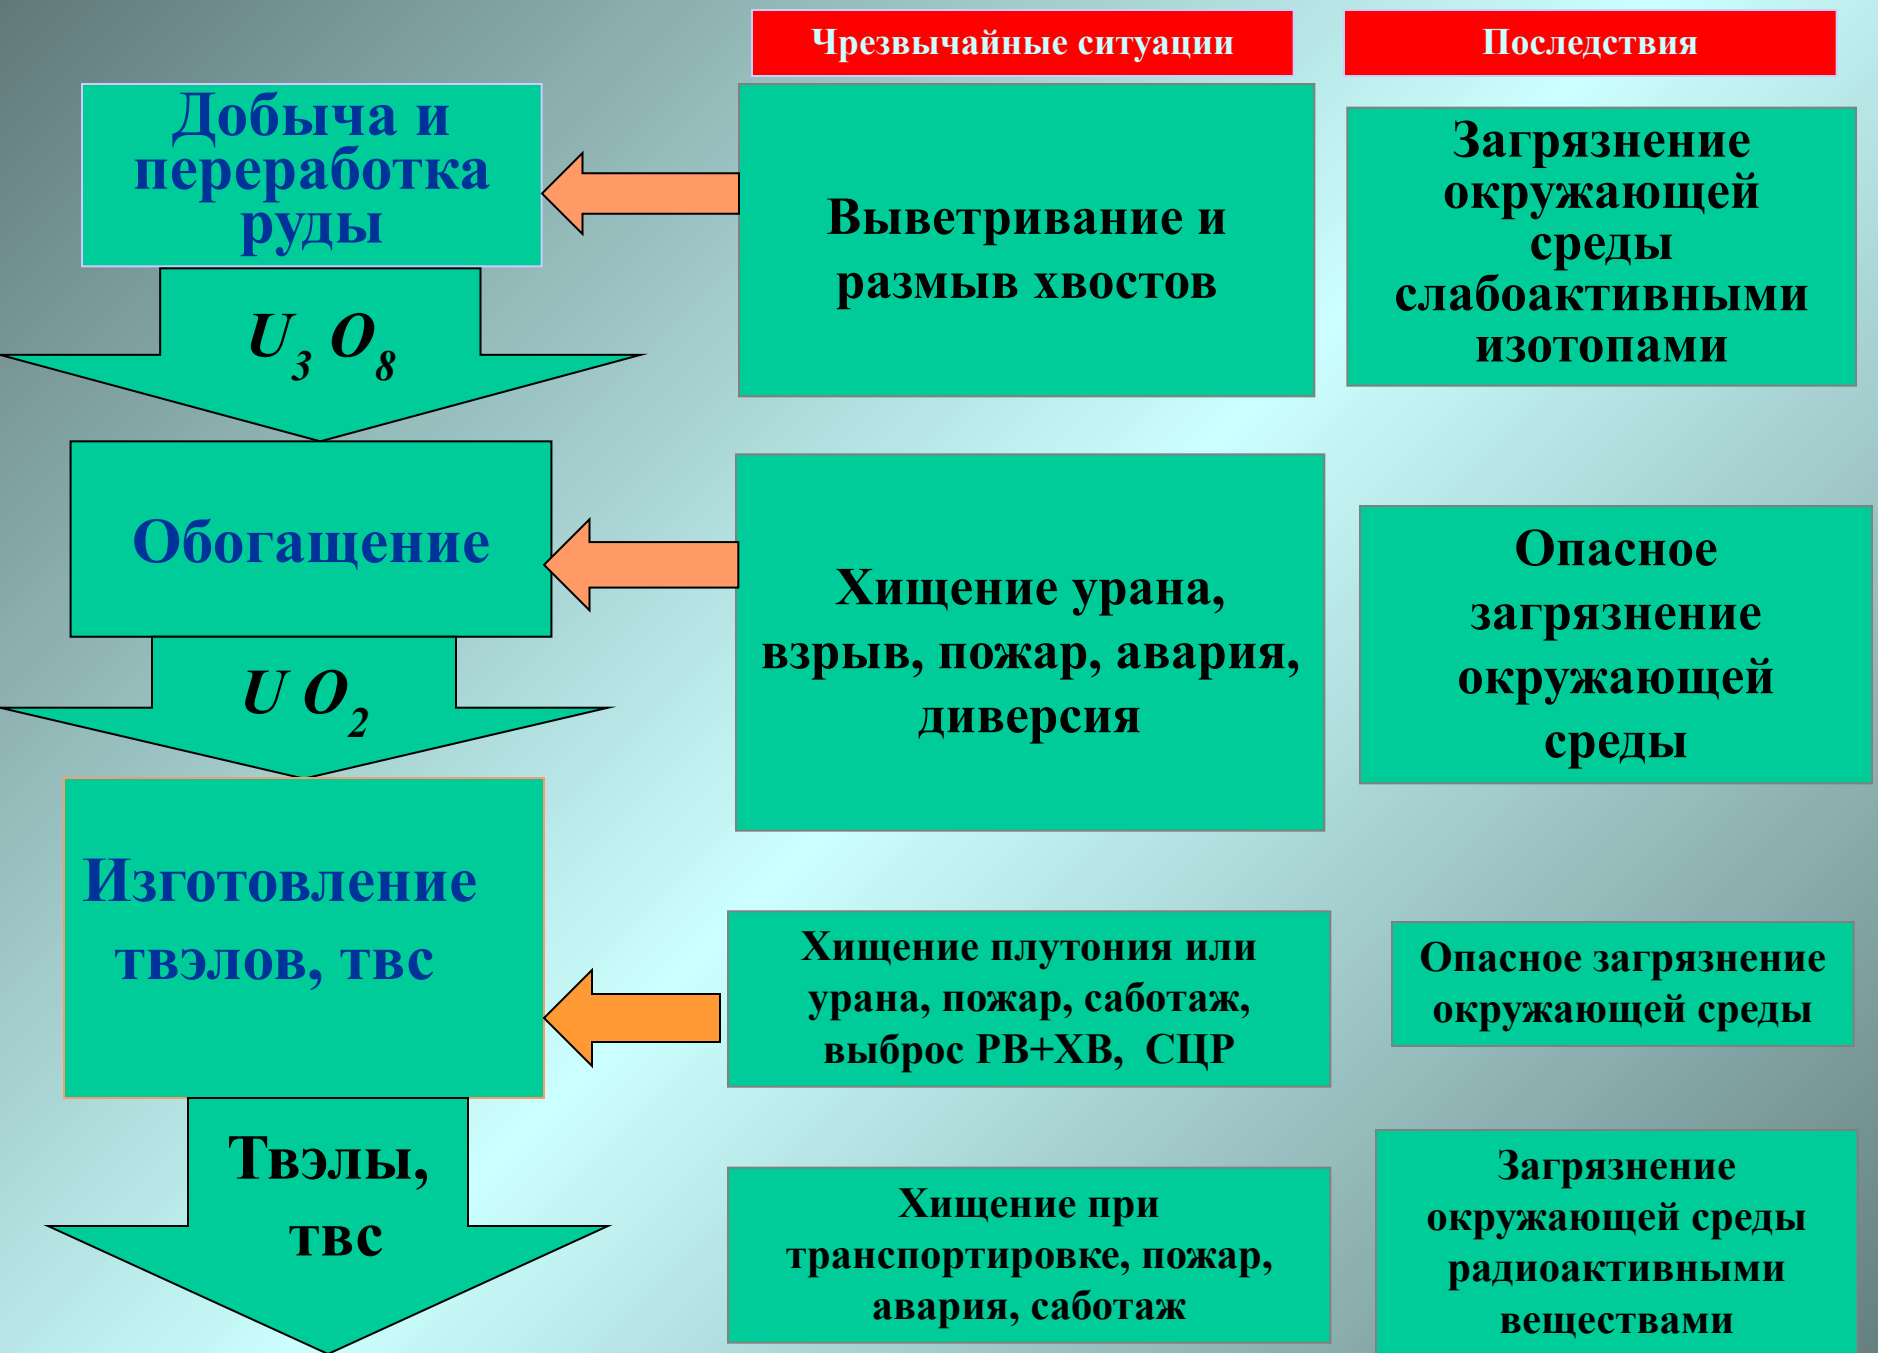 Чрезвычайные ситуации
Последствия
Добыча и
переработка
руды
Выветривание и
размыв хвостов
Загрязнение
окружающей
среды
слабоактивными
изотопами
U3 O8
Обогащение
Хищение урана,
взрыв, пожар, авария,
диверсия
Опасное
загрязнение
окружающей
среды
U O2
Изготовление
твэлов, твс
Хищение плутония или
урана, пожар, саботаж,
выброс РВ+ХВ, СЦР
Опасное загрязнение
окружающей среды
Твэлы,
твс
Хищение при
транспортировке, пожар,
авария, саботаж
Загрязнение
окружающей среды
радиоактивными
веществами